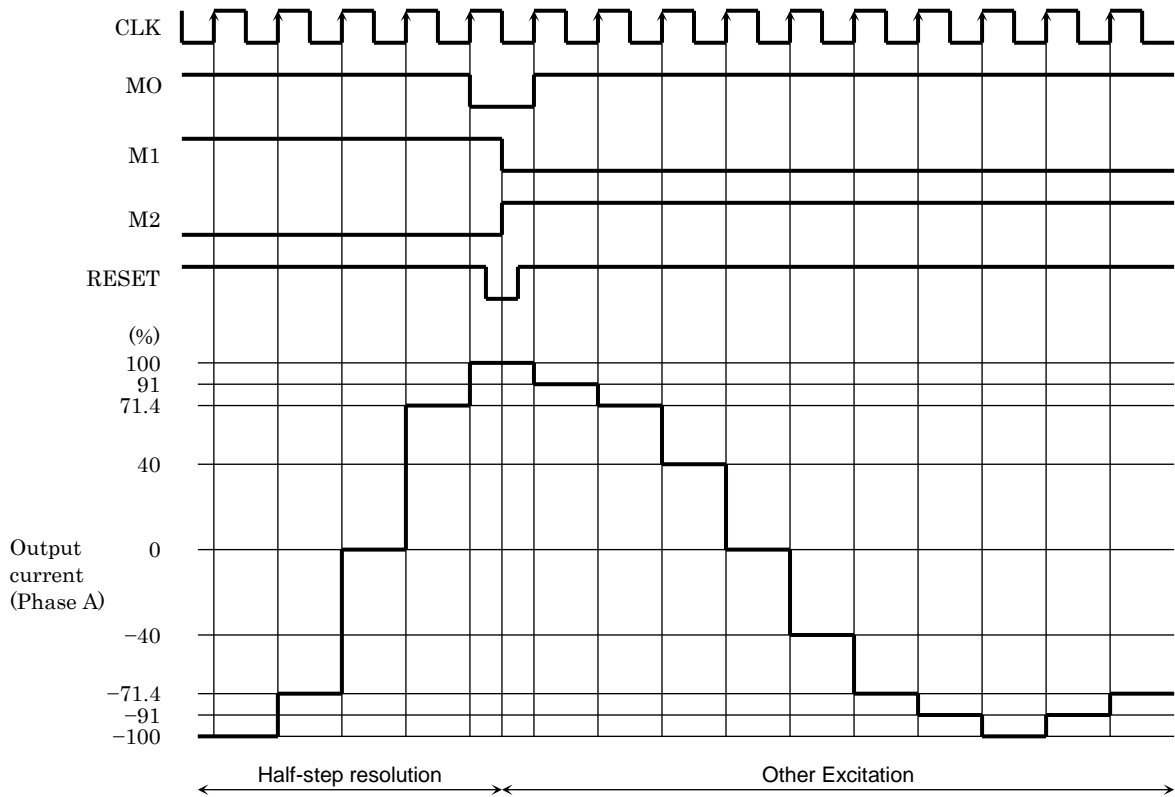 CLK
MO
M1
M2
RESET
(%)
100
91
71.4
40
0
Output
current
(Phase A)
−40
−71.4
−91
−100
Half-step resolution
Other Excitation